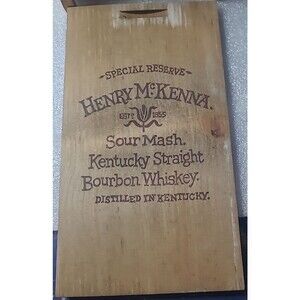 -SPECIAL RESERVE-
HENRY McKENNA.
ESTD 1855
Sour Mash.
Kentucky Straight
Bourbon Whiskey.
DISTILLED IN KENTUCKY.